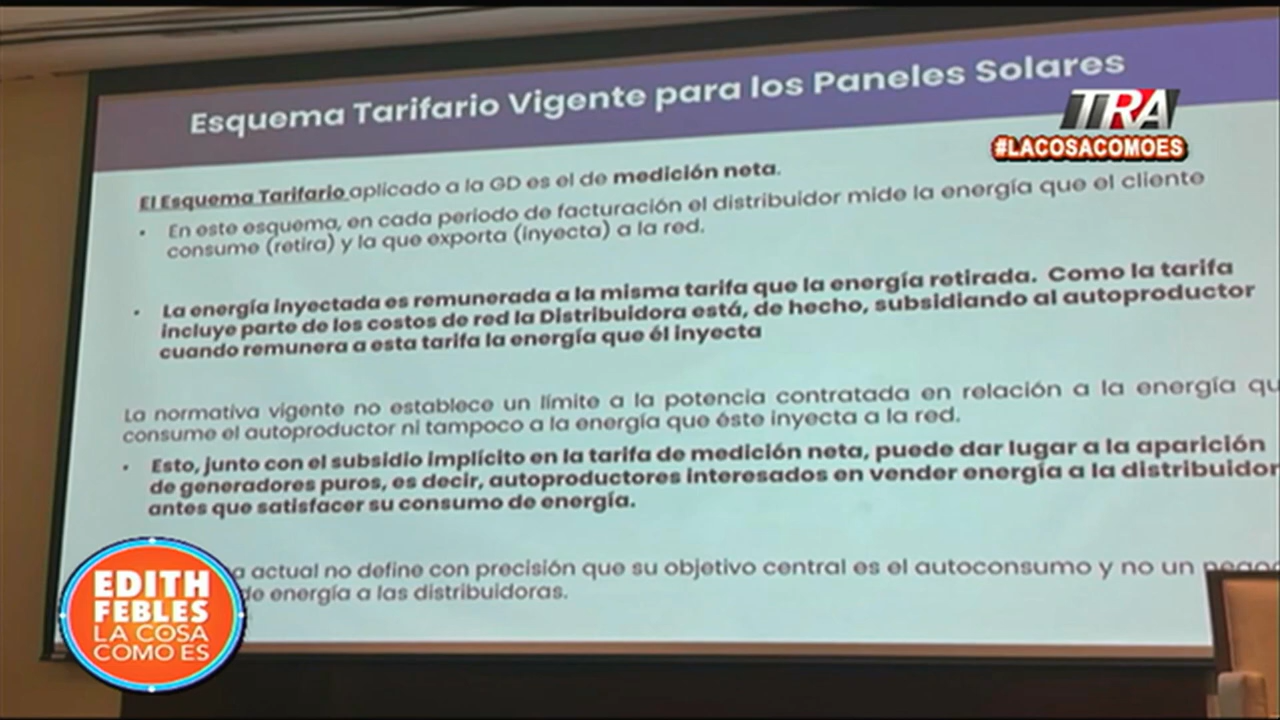 Esquema Tarifario Vigente para los Paneles Solares
TRA
#LACOSACOMOES
El Esquema Tarifario aplicado a la GD es el de medición neta.
• En este esquema, en cada periodo de facturación el distribuidor mide la energía que el cliente
consume (retira) y la que exporta (inyecta) a la red.
• La energía inyectada es remunerada a la misma tarifa que la energía retirada. Como la tarifa
incluye parte de los costos de red la Distribuidora está, de hecho, subsidiando al autoproductor
cuando remunera a esta tarifa la energía que él inyecta
La normativa vigente no establece un límite a la potencia contratada en relación a la energía
consume el autoproductor ni tampoco a la energía que éste inyecta a la red.
• Esto, junto con el subsidio implícito en la tarifa de medición neta, puede dar lugar a la aparición
de generadores puros, es decir, autoproductores interesados en vender energía a la distribuidor
antes que satisfacer su consumo de energía.
actual no define con precisión que su objetivo central es el autoconsumo y no un
de energía a las distribuidoras.
EDITH
FEBLES
LA COSA
COMO ES